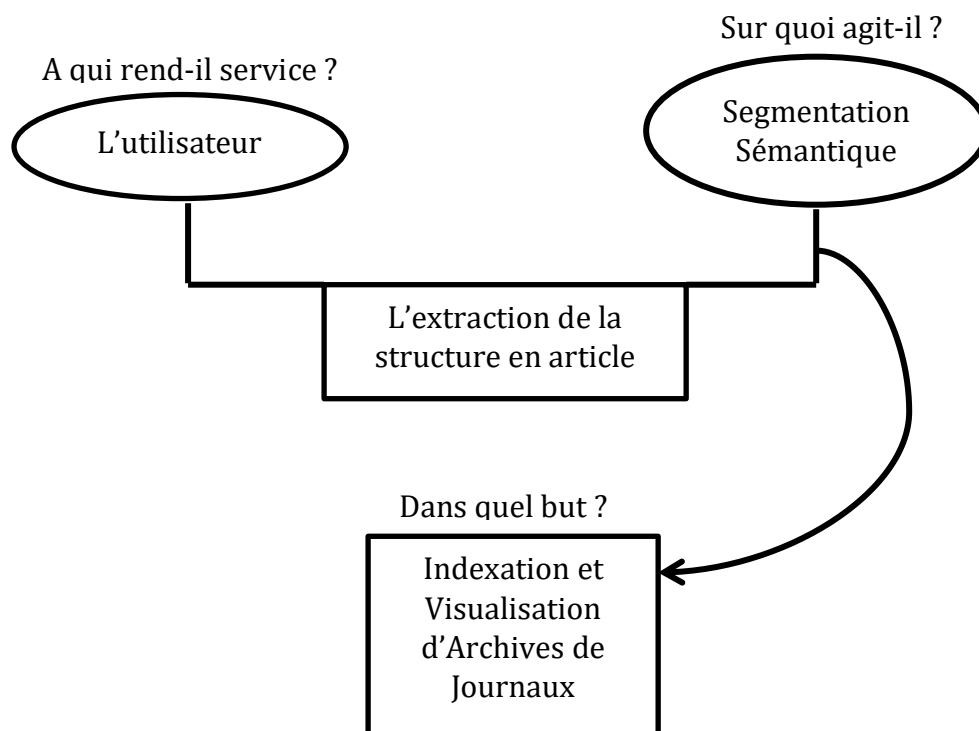 Sur quoi agit-il ?
A qui rend-il service ?
Segmentation
Sémantique
L’utilisateur
L’extraction de la
structure en article
Dans quel but ?
Indexation et
Visualisation
d’Archives de
Journaux